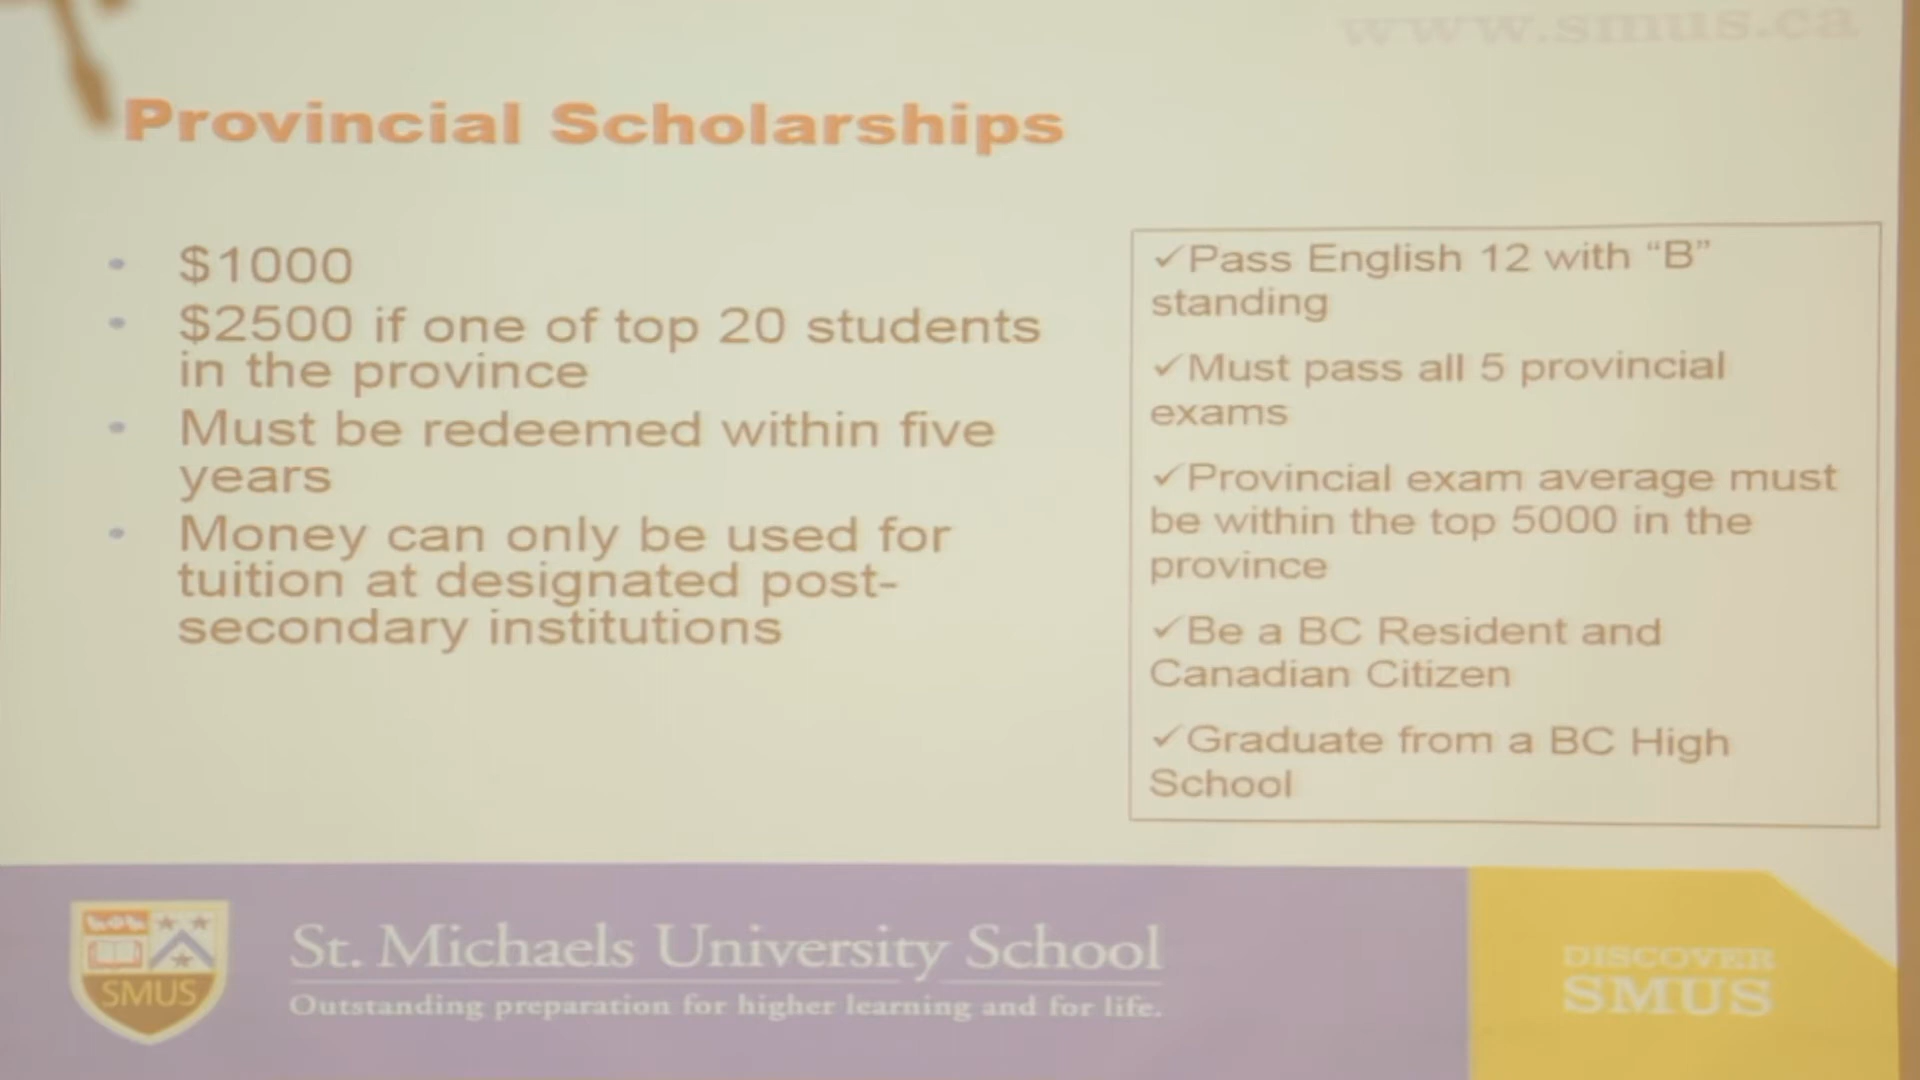 www.smus.ca
Provincial Scholarships
• $1000
• $2500 if one of top 20 students
in the province
• Must be redeemed within five
years
• Money can only be used for
tuition at designated post-
secondary institutions
✓Pass English 12 with “B”
standing
✓Must pass all 5 provincial
exams
✓Provincial exam average must
be within the top 5000 in the
province
✓Be a BC Resident and
Canadian Citizen
✓Graduate from a BC High
School
SMUS
St. Michaels University School
Outstanding preparation for higher learning and for life.
DISCOVER
SMUS